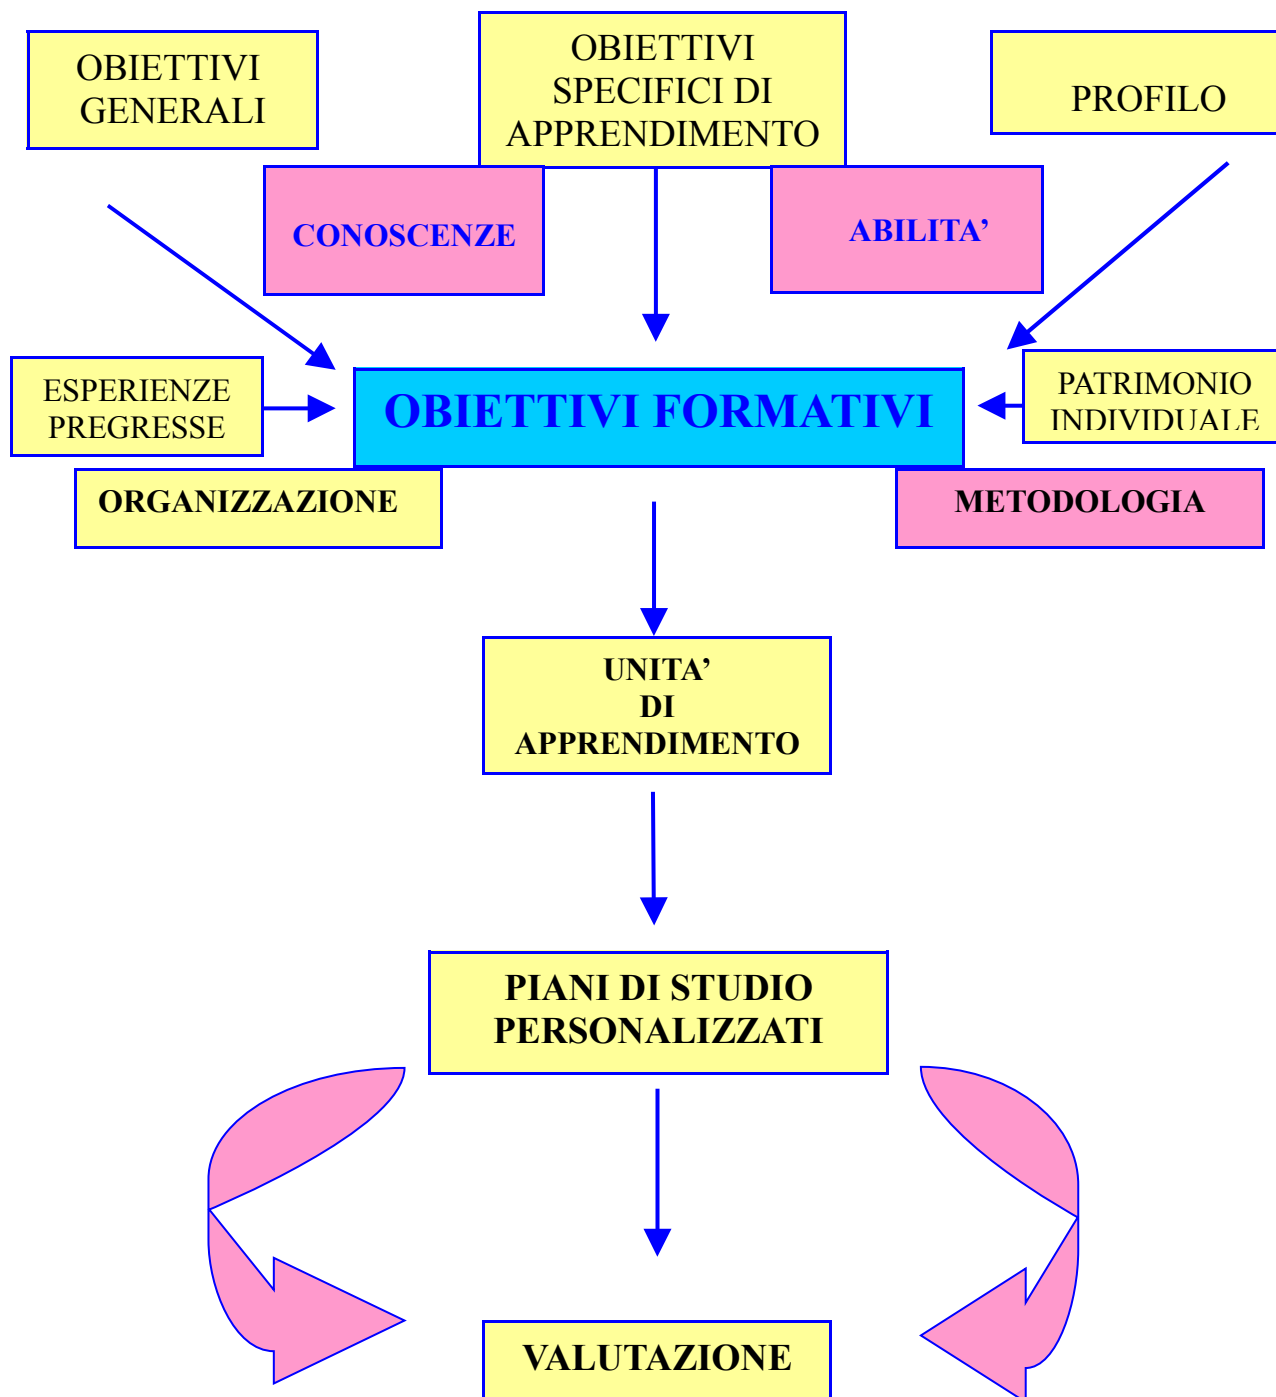 OBIETTIVI
GENERALI
OBIETTIVI
SPECIFICI DI
APPRENDIMENTO
PROFILO
CONOSCENZE
ABILITA’
ESPERIENZE
PREGRESSE
OBIETTIVI FORMATIVI
PATRIMONIO
INDIVIDUALE
ORGANIZZAZIONE
METODOLOGIA
UNITA’
DI
APPRENDIMENTO
PIANI DI STUDIO
PERSONALIZZATI
VALUTAZIONE